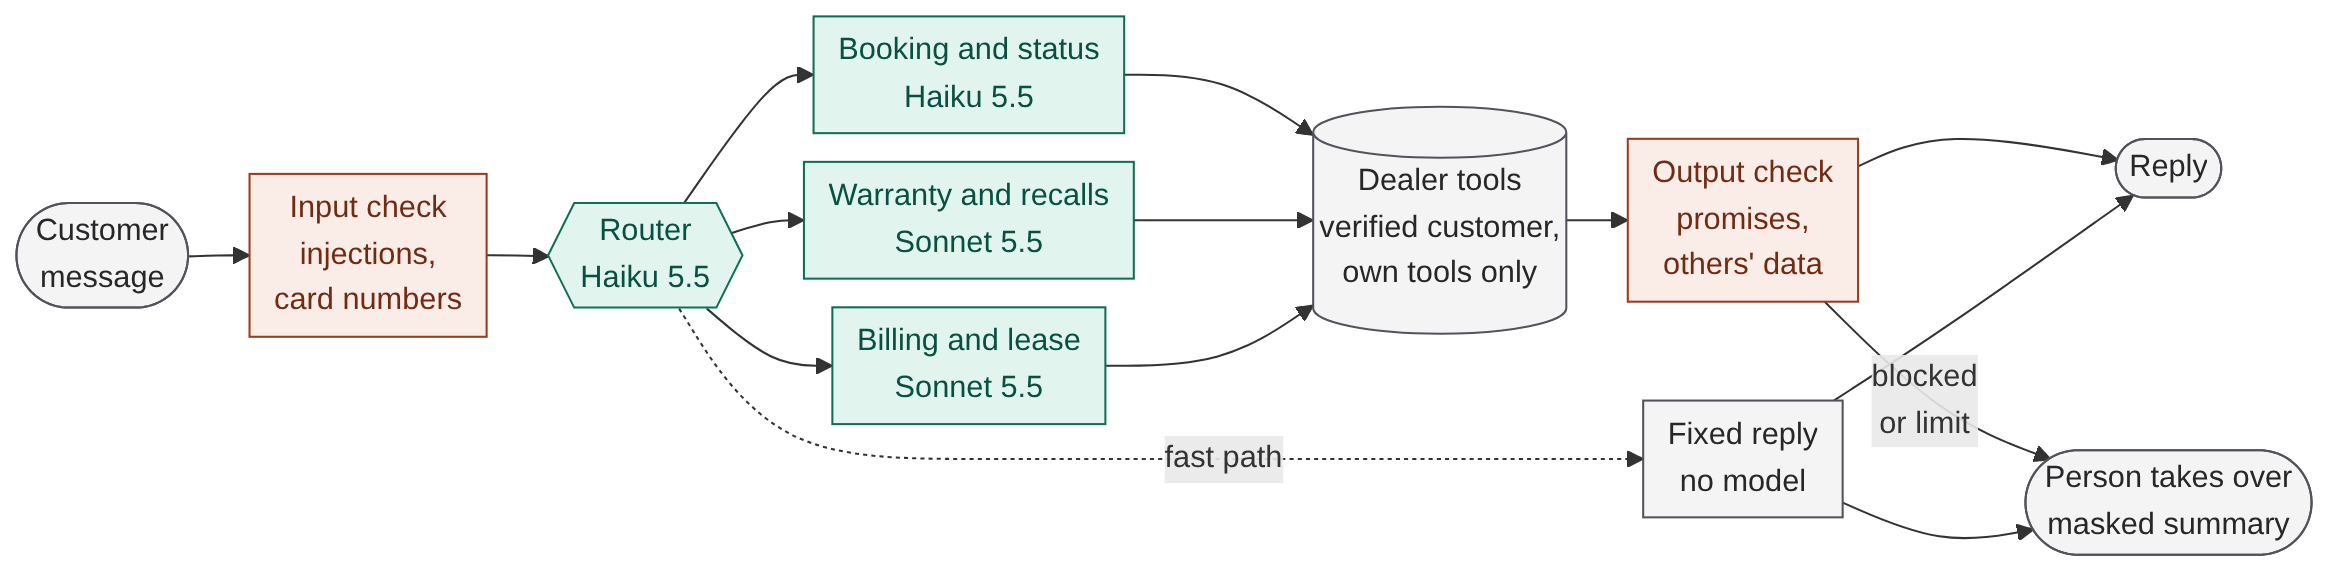 Customer
message
Input check
injections,
card numbers
Router
Haiku 5.5
Booking and status
Haiku 5.5
Warranty and recalls
Sonnet 5.5
Billing and lease
Sonnet 5.5
fast path
Dealer tools
verified customer,
own tools only
Output check
promises,
others' data
Fixed reply
no model
blocked
or limit
Reply
Person takes over
masked summary